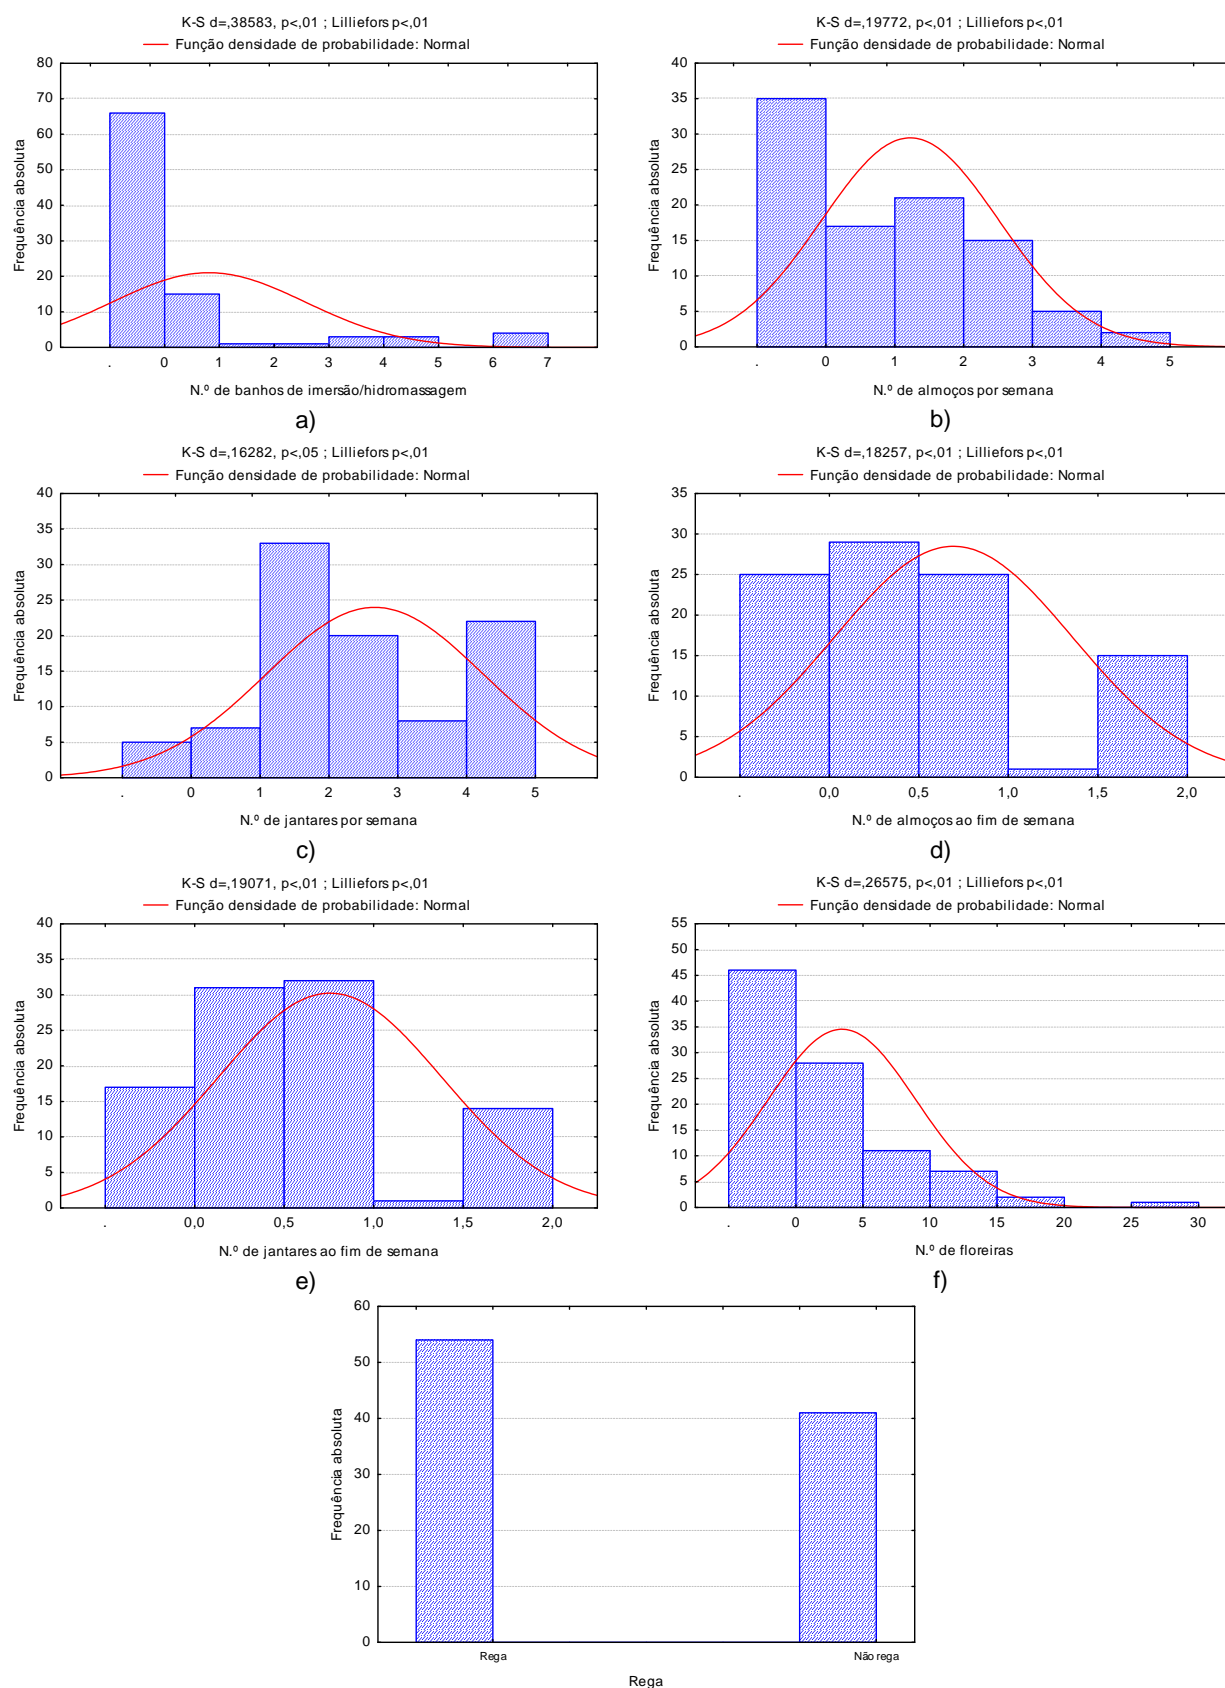 K-S d=,38583, p<,01 ; Lilliefors p<,01
Função densidade de probabilidade: Normal
80
70
60
50
40
30
20
10
0
Frequência absoluta
. 0 1 2 3 4 5 6 7
N.º de banhos de imersão/hidromassagem
a)
K-S d=,19772, p<,01 ; Lilliefors p<,01
Função densidade de probabilidade: Normal
40
35
30
25
20
15
10
5
0
Frequência absoluta
. 0 1 2 3 4 5
N.º de almoços por semana
b)
K-S d=,16282, p<,05 ; Lilliefors p<,01
Função densidade de probabilidade: Normal
40
35
30
25
20
15
10
5
0
Frequência absoluta
. 0 1 2 3 4 5
N.º de jantares por semana
c)
K-S d=,18257, p<,01 ; Lilliefors p<,01
Função densidade de probabilidade: Normal
35
30
25
20
15
10
5
0
Frequência absoluta
. 0,0 0,5 1,0 1,5 2,0
N.º de almoços ao fim de semana
d)
K-S d=,19071, p<,01 ; Lilliefors p<,01
Função densidade de probabilidade: Normal
40
35
30
25
20
15
10
5
0
Frequência absoluta
. 0,0 0,5 1,0 1,5 2,0
N.º de jantares ao fim de semana
e)
K-S d=,26575, p<,01 ; Lilliefors p<,01
Função densidade de probabilidade: Normal
55
50
45
40
35
30
25
20
15
10
5
0
Frequência absoluta
. 0 5 10 15 20 25 30
N.º de floreiras
f)
60
50
40
30
20
10
0
Frequência absoluta
Rega Não rega
Rega